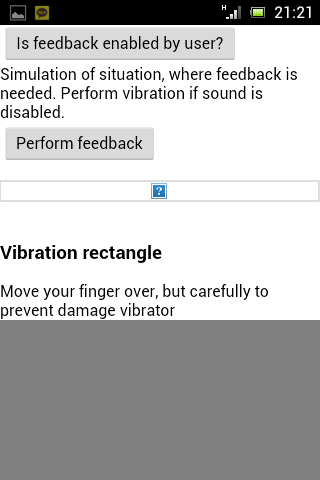 H 21:21
Is feedback enabled by user?
Simulation of situation, where feedback is
needed. Perform vibration if sound is
disabled.
Perform feedback
?
Vibration rectangle
Move your finger over, but carefully to
prevent damage vibrator